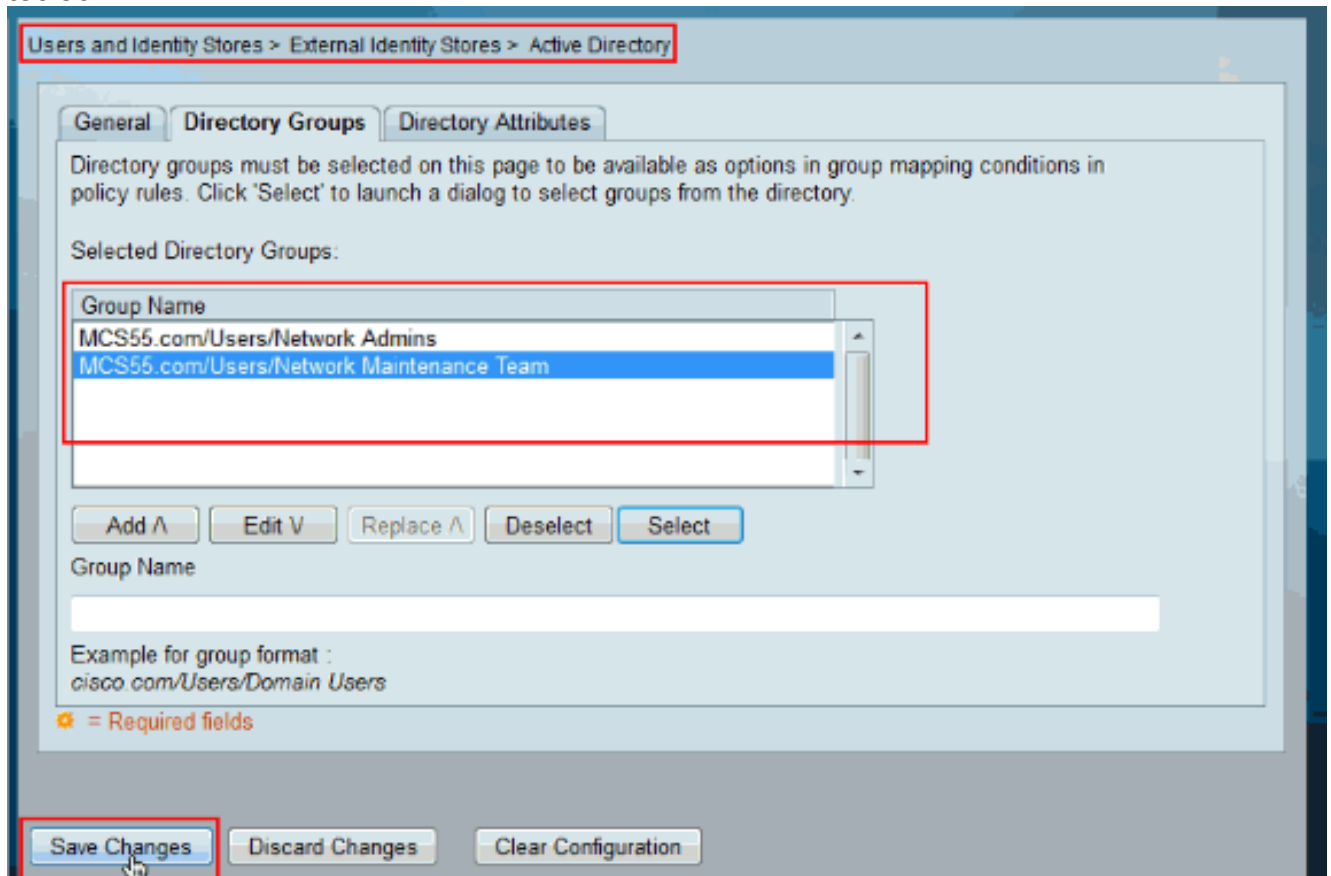 Users and Identity Stores > External Identity Stores > Active Directory
General Directory Groups Directory Attributes
Directory groups must be selected on this page to be available as options in group mapping conditions in
policy rules. Click 'Select' to launch a dialog to select groups from the directory.
Selected Directory Groups:
Group Name
MCS55.com/Users/Network Admins
MCS55.com/Users/Network Maintenance Team
Add /\ Edit \/ Replace /\ Deselect Select
Group Name
Example for group format :
cisco.com/Users/Domain Users
= Required fields
Save Changes Discard Changes Clear Configuration